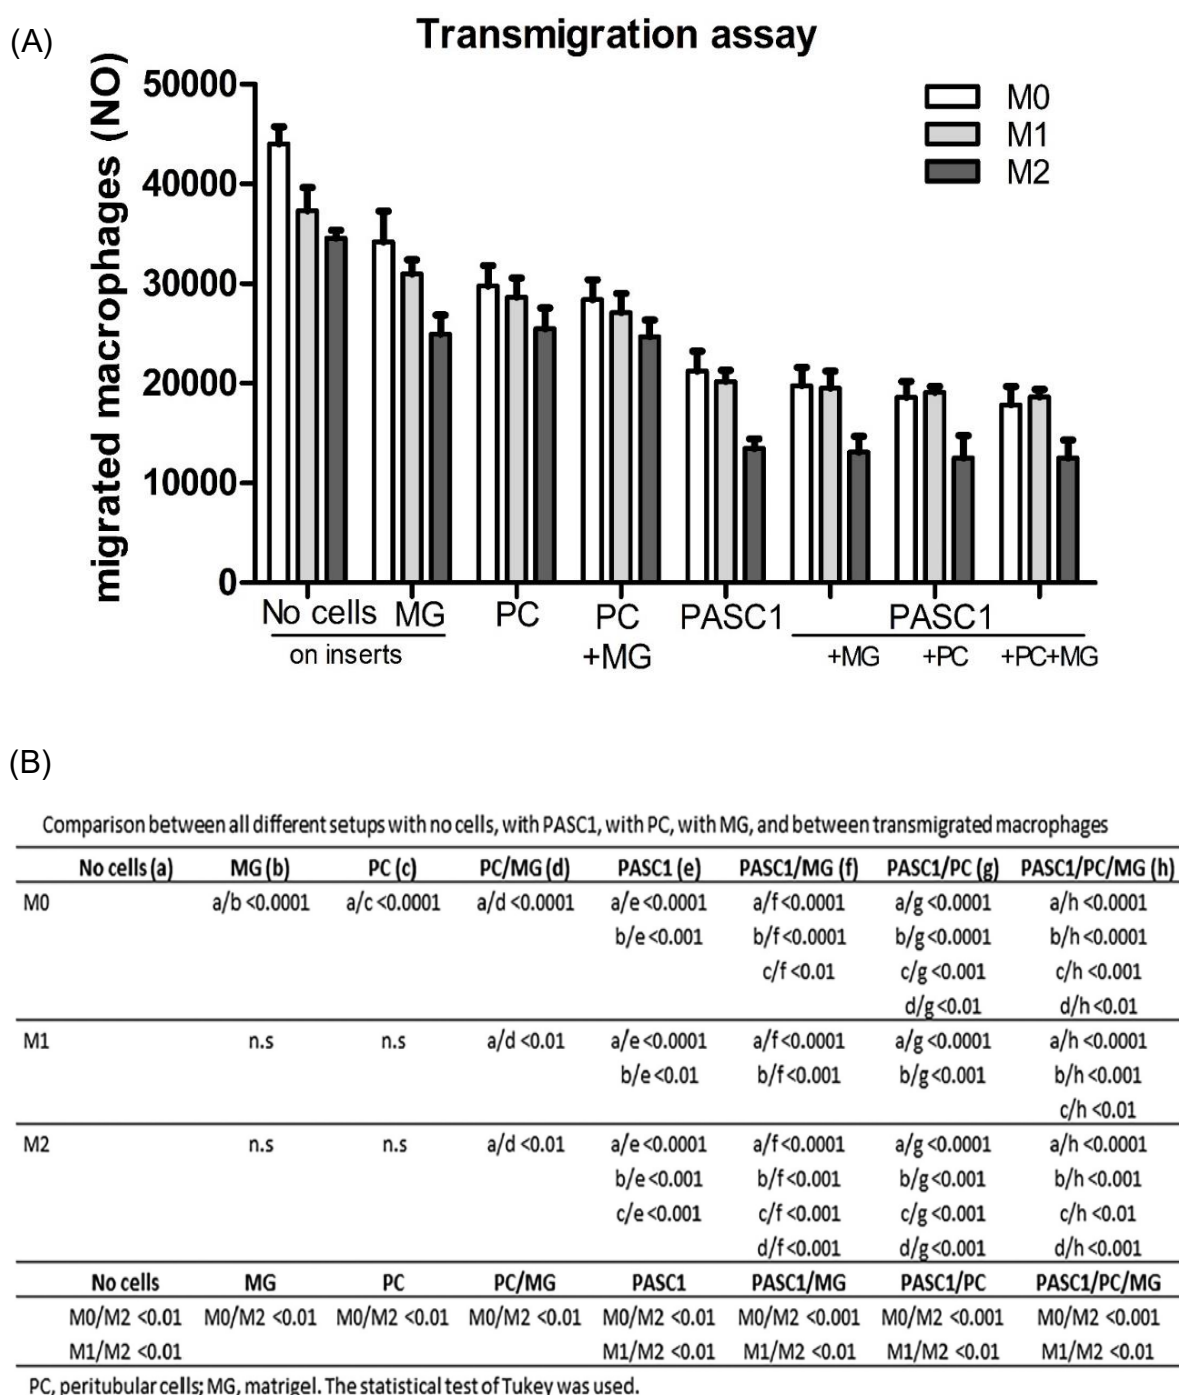 (A)
Transmigration assay
migrated macrophages (NO)
50000
40000
30000
20000
10000
0
M0
M1
M2
No cells MG PC PC PASC1 PASC1
on inserts +MG +MG +PC +PC+MG
(B)
Comparison between all different setups with no cells, with PASC1, with PC, with MG, and between transmigrated macrophages
No cells (a) MG (b) PC (c) PC/MG (d) PASC1 (e) PASC1/MG (f) PASC1/PC (g) PASC1/PC/MG (h)
M0 a/b <0.0001 a/c <0.0001 a/d <0.0001 a/e <0.0001 a/f <0.0001 a/g <0.0001 a/h <0.0001
b/e <0.001 b/f <0.0001 b/g <0.0001 b/h <0.0001
c/f <0.01 c/g <0.001 c/h <0.001
d/g <0.01 d/h <0.01
M1 n.s n.s a/d <0.01 a/e <0.0001 a/f <0.0001 a/g <0.0001 a/h <0.0001
b/e <0.01 b/f <0.001 b/g <0.001 b/h <0.001
c/h <0.01
M2 n.s n.s a/d <0.01 a/e <0.0001 a/f <0.0001 a/g <0.0001 a/h <0.0001
b/e <0.001 b/f <0.001 b/g <0.001 b/h <0.001
c/e <0.001 c/f <0.001 c/g <0.001 c/h <0.01
d/f <0.001 d/g <0.001 d/h <0.001
No cells MG PC PC/MG PASC1 PASC1/MG PASC1/PC PASC1/PC/MG
M0/M2 <0.01 M0/M2 <0.01 M0/M2 <0.01 M0/M2 <0.01 M0/M2 <0.01 M0/M2 <0.001 M0/M2 <0.001 M0/M2 <0.001
M1/M2 <0.01 M1/M2 <0.01 M1/M2 <0.01 M1/M2 <0.01 M1/M2 <0.01
PC, peritubular cells; MG, matrigel. The statistical test of Tukey was used.